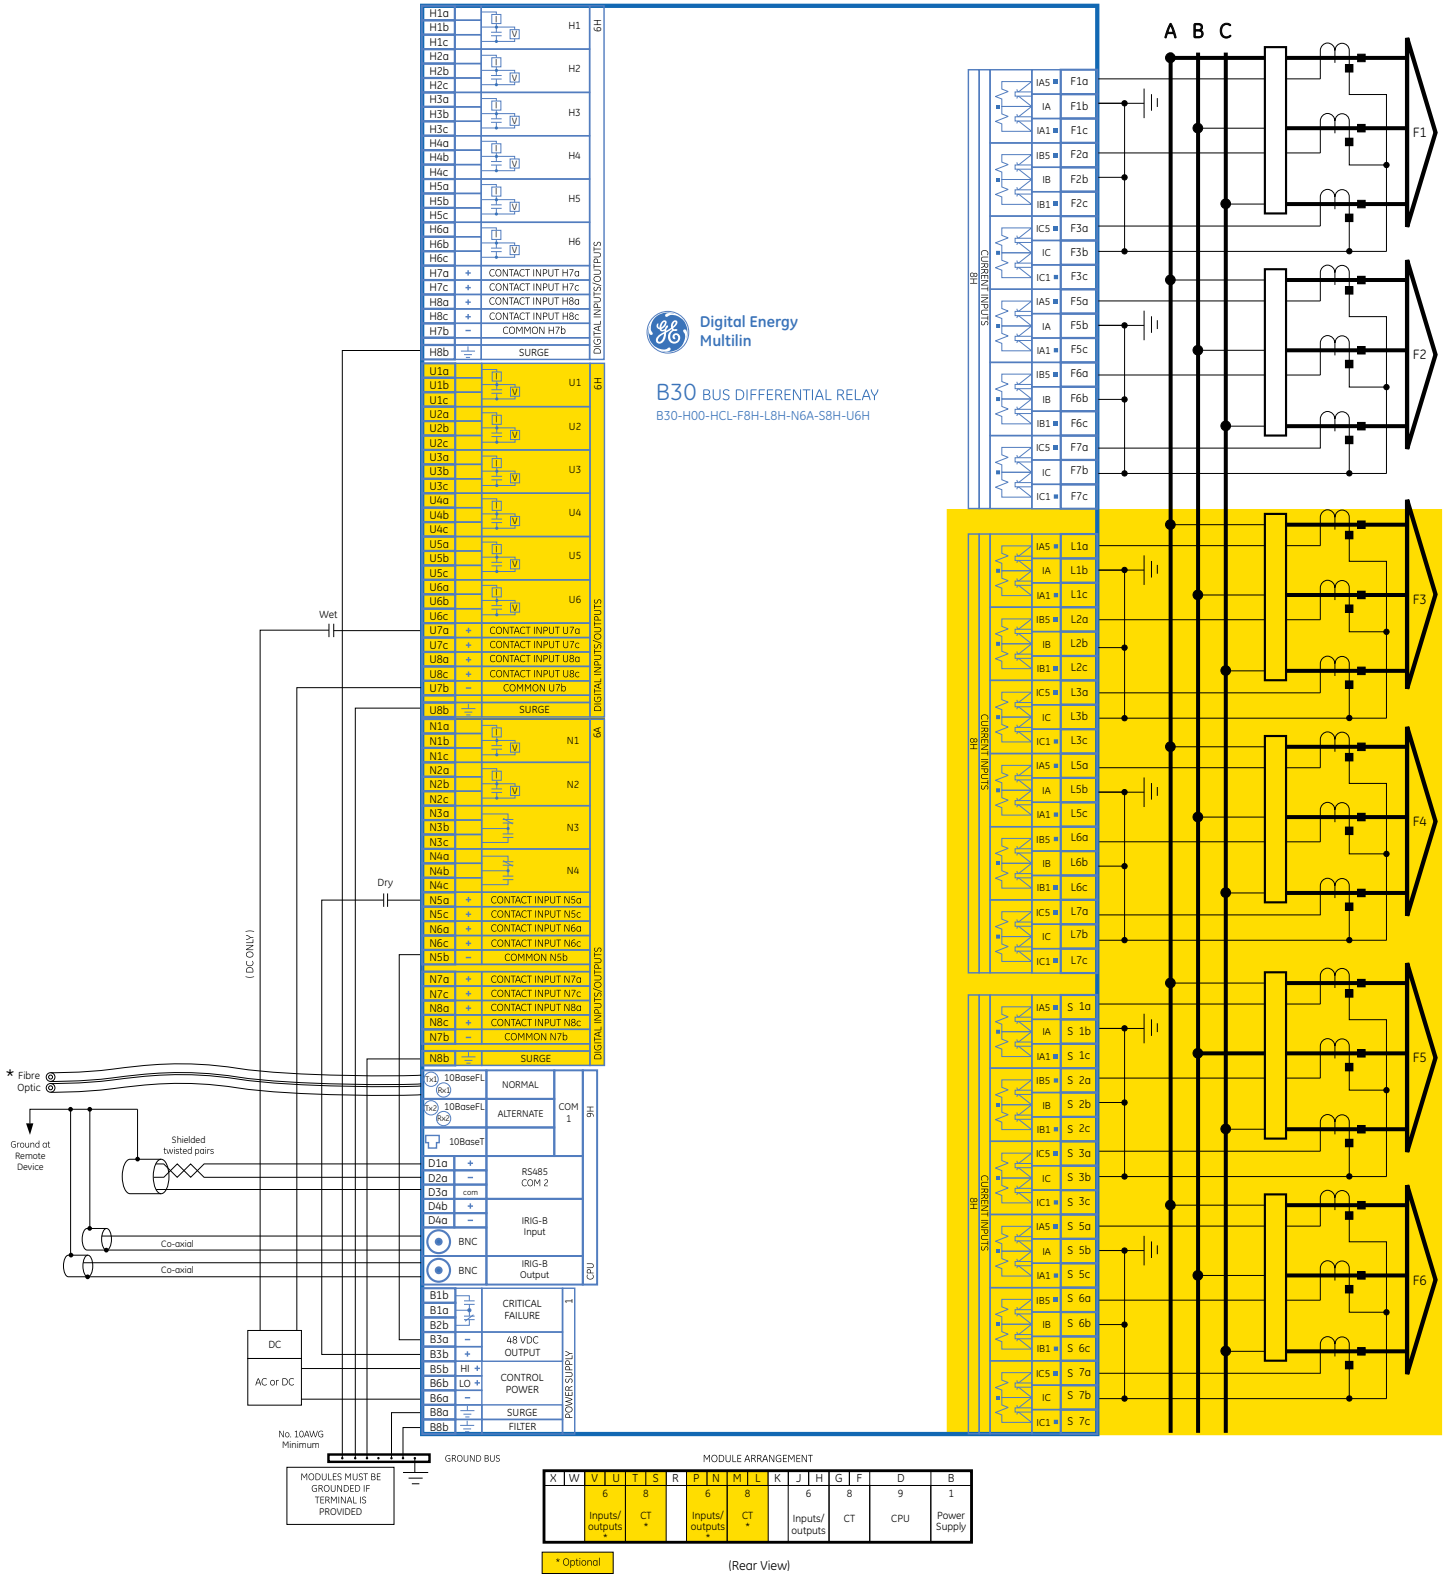 H1a
H1b
H1c
H1
6H
H2a
H2b
H2c
H2
H3a
H3b
H3c
H3
H4a
H4b
H4c
H4
H5a
H5b
H5c
H5
H6a
H6b
H6c
H6
H7a + CONTACT INPUT H7a
H7c + CONTACT INPUT H7c
H8a + CONTACT INPUT H8a
H8c + CONTACT INPUT H8c
H7b - COMMON H7b
H8b SURGE
DIGITAL INPUTS/OUTPUTS
U1a
U1b
U1c
U1
6H
U2a
U2b
U2c
U2
U3a
U3b
U3c
U3
U4a
U4b
U4c
U4
U5a
U5b
U5c
U5
U6a
U6b
U6c
U6
Wet
U7a + CONTACT INPUT U7a
U7c + CONTACT INPUT U7c
U8a + CONTACT INPUT U8a
U8c + CONTACT INPUT U8c
U7b - COMMON U7b
U8b SURGE
DIGITAL INPUTS/OUTPUTS
N1a
N1b
N1c
N1
6A
N2a
N2b
N2c
N2
N3a
N3b
N3c
N3
N4a
N4b
N4c
N4
Dry
N5a + CONTACT INPUT N5a
N5c + CONTACT INPUT N5c
N6a + CONTACT INPUT N6a
N6c + CONTACT INPUT N6c
N5b - COMMON N5b
N7a + CONTACT INPUT N7a
N7c + CONTACT INPUT N7c
N8a + CONTACT INPUT N8a
N8c + CONTACT INPUT N8c
N7b - COMMON N7b
N8b SURGE
DIGITAL INPUTS/OUTPUTS
( DC ONLY )
* Fibre
Optic
Tx1 10BaseFL
Rx1
NORMAL
Tx2 10BaseFL
Rx2
ALTERNATE
10BaseT
COM
1
9H
Ground at
Remote
Device
Shielded
twisted pairs
D1a +
D2a -
D3a com
RS485
COM 2
D4b +
D4a -
BNC
IRIG-B
Input
Co-axial
BNC
IRIG-B
Output
Co-axial
CPU
B1b
B1a
B2b
CRITICAL
FAILURE
1
B3a -
B3b +
48 VDC
OUTPUT
B5b HI +
B6b LO +
B6a -
CONTROL
POWER
B8a SURGE
B8b FILTER
POWER SUPPLY
DC
AC or DC
No. 10AWG
Minimum
GROUND BUS
MODULES MUST BE
GROUNDED IF
TERMINAL IS
PROVIDED
GE
Digital Energy
Multilin
B30 BUS DIFFERENTIAL RELAY
B30-H00-HCL-F8H-L8H-N6A-S8H-U6H
A B C
IA5 F1a
IA F1b
IA1 F1c
IB5 F2a
IB F2b
IB1 F2c
IC5 F3a
IC F3b
IC1 F3c
IA5 F5a
IA F5b
IA1 F5c
IB5 F6a
IB F6b
IB1 F6c
IC5 F7a
IC F7b
IC1 F7c
CURRENT INPUTS
8H
F1
F2
IA5 L1a
IA L1b
IA1 L1c
IB5 L2a
IB L2b
IB1 L2c
IC5 L3a
IC L3b
IC1 L3c
IA5 L5a
IA L5b
IA1 L5c
IB5 L6a
IB L6b
IB1 L6c
IC5 L7a
IC L7b
IC1 L7c
CURRENT INPUTS
8H
F3
F4
IA5 S 1a
IA S 1b
IA1 S 1c
IB5 S 2a
IB S 2b
IB1 S 2c
IC5 S 3a
IC S 3b
IC1 S 3c
IA5 S 5a
IA S 5b
IA1 S 5c
IB5 S 6a
IB S 6b
IB1 S 6c
IC5 S 7a
IC S 7b
IC1 S 7c
CURRENT INPUTS
8H
F5
F6
MODULE ARRANGEMENT
X W V U T S R P N M L K J H G F D B
6 8 6 8 6 8 9 1
Inputs/
outputs
*
CT
*
Inputs/
outputs
*
CT
*
Inputs/
outputs
CT
CPU
Power
Supply
* Optional
(Rear View)